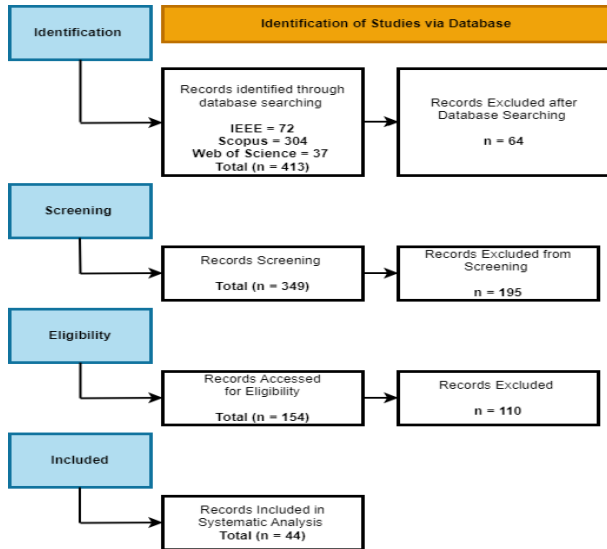 Identification
Identification of Studies via Database
Records identified through
database searching
IEEE = 72
Scopus = 304
Web of Science = 37
Total (n = 413)
Records Excluded after
Database Searching
n = 64
Screening
Records Screening
Total (n = 349)
Records Excluded from
Screening
n = 195
Eligibility
Records Accessed
for Eligibility
Total (n = 154)
Records Excluded
n = 110
Included
Records Included in
Systematic Analysis
Total (n = 44)